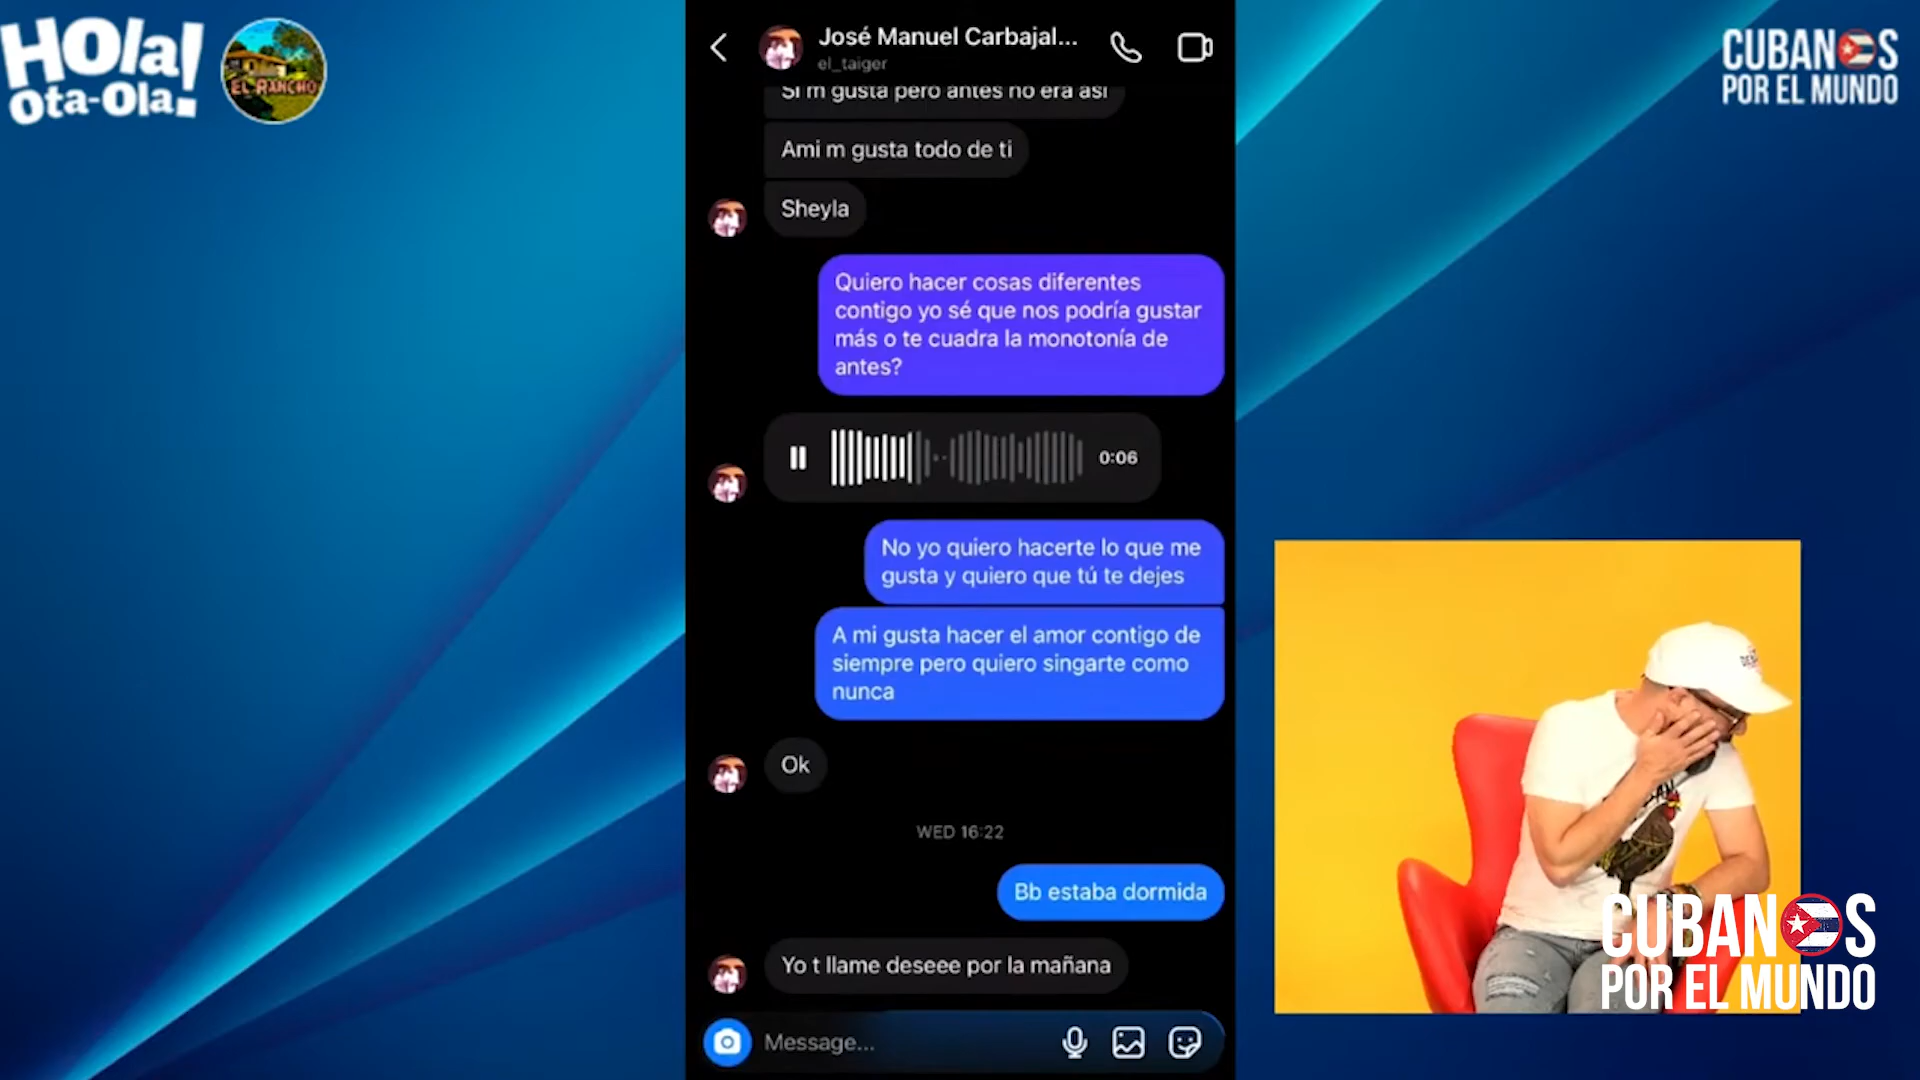 Hola!
Ota-Ola!
EL RANCHO
José Manuel Carbajal...
el_taiger
Si m gusta pero antes no era asi
Ami m gusta todo de ti
Sheyla
Quiero hacer cosas diferentes
contigo yo sé que nos podría gustar
más o te cuadra la monotonía de
antes?
0:06
No yo quiero hacerte lo que me
gusta y quiero que tú te dejes
A mi gusta hacer el amor contigo de
siempre pero quiero singarte como
nunca
Ok
WED 16:22
Bb estaba dormida
Yo t llame deseee por la mañana
Message...
CUBANOS
POR EL MUNDO
CUBANOS
POR EL MUNDO